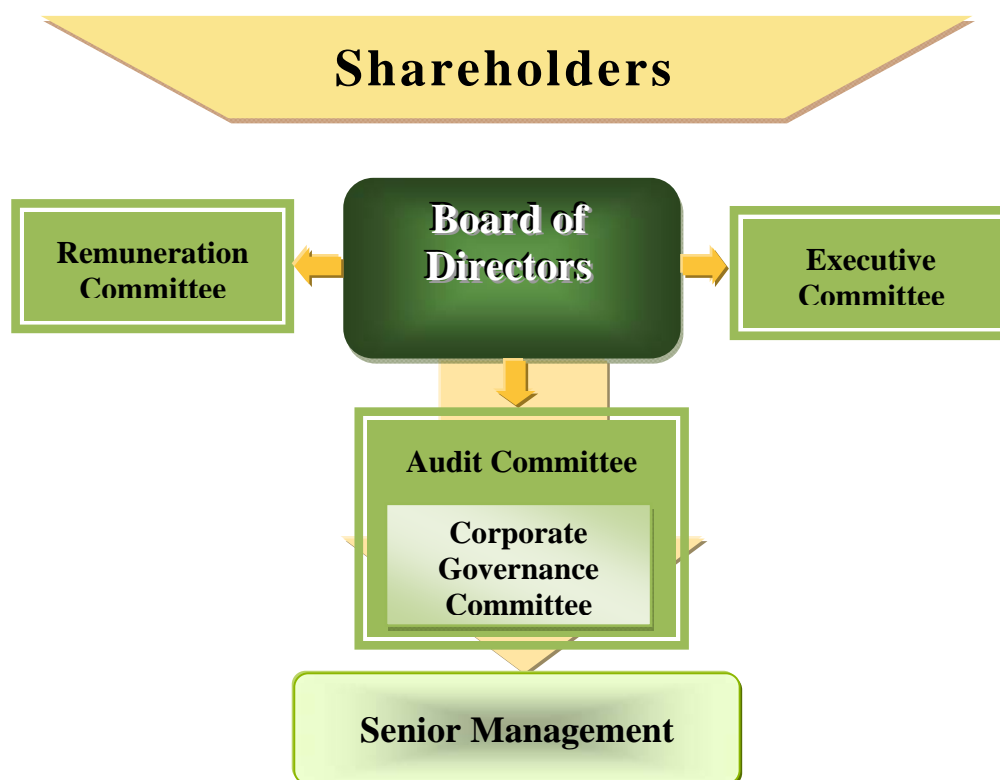 Shareholders
Board of
Directors
Remuneration
Committee
Executive
Committee
Audit Committee
Corporate
Governance
Committee
Senior Management